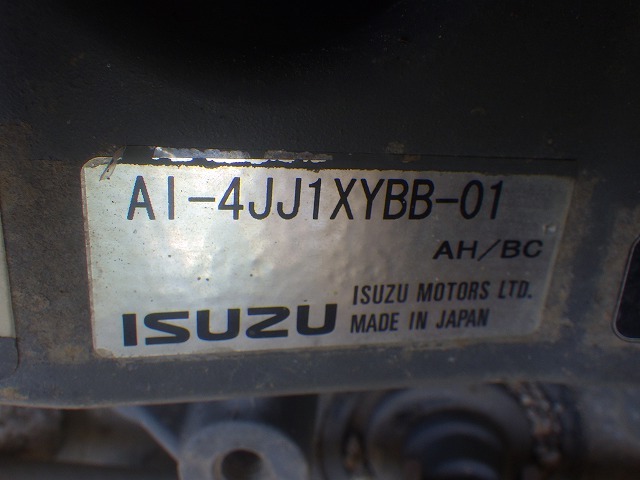 AI-4JJ1XYBB-01
AH/BC
ISUZU
ISUZU MOTORS LTD.
MADE IN JAPAN